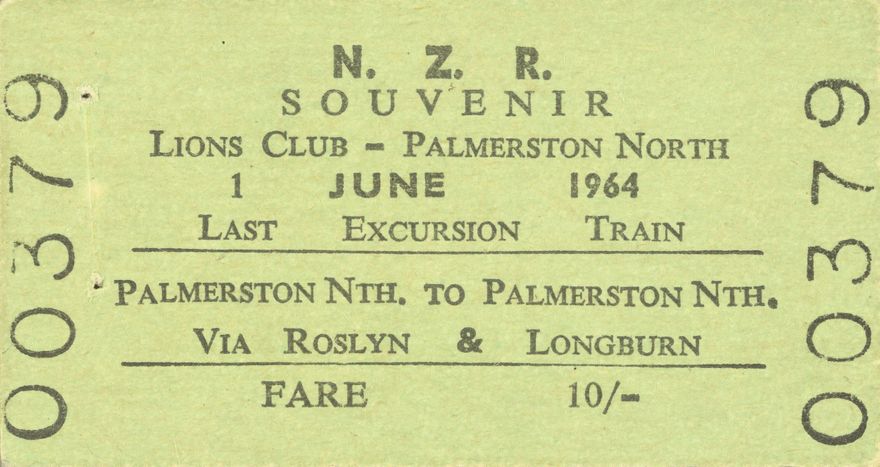 N. Z. R.
SOUVENIR
LIONS CLUB - PALMERSTON NORTH
1 JUNE 1964
LAST EXCURSION TRAIN
PALMERSTON NTH. TO PALMERSTON NTH.
VIA ROSLYN & LONGBURN
FARE 10/-
00379
00379